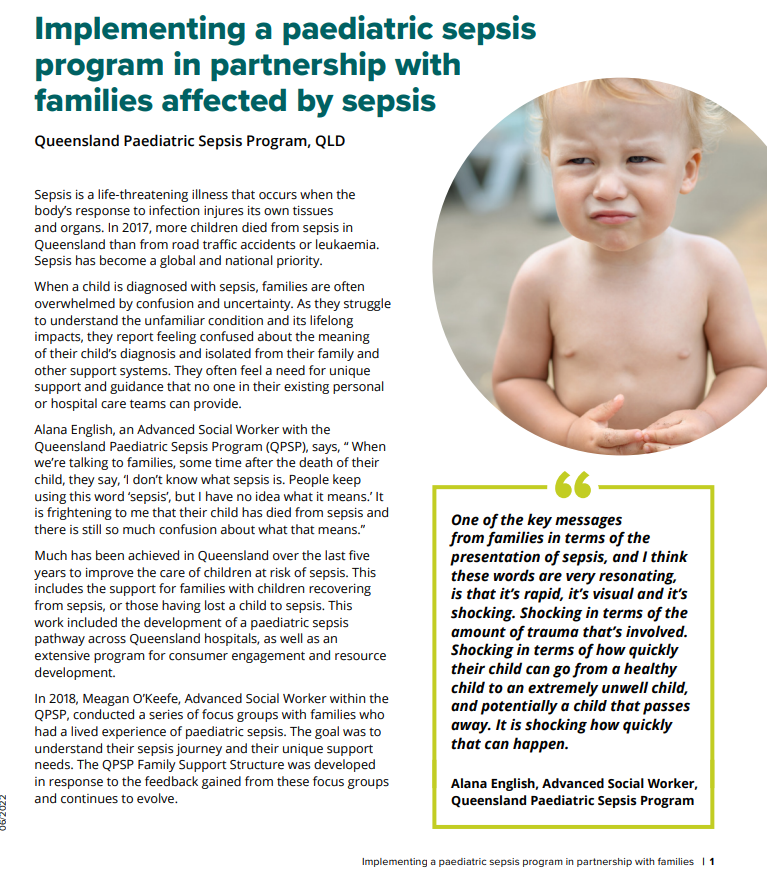 Implementing a paediatric sepsis
program in partnership with
families affected by sepsis
Queensland Paediatric Sepsis Program, QLD
Sepsis is a life-threatening illness that occurs when the
body’s response to infection injures its own tissues
and organs. In 2017, more children died from sepsis in
Queensland than from road traffic accidents or leukaemia.
Sepsis has become a global and national priority.
When a child is diagnosed with sepsis, families are often
overwhelmed by confusion and uncertainty. As they struggle
to understand the unfamiliar condition and its lifelong
impacts, they report feeling confused about the meaning
of their child’s diagnosis and isolated from their family and
other support systems. They often feel a need for unique
support and guidance that no one in their existing personal
or hospital care teams can provide.
Alana English, an Advanced Social Worker with the
Queensland Paediatric Sepsis Program (QPSP), says, “ When
we’re talking to families, some time after the death of their
child, they say, ‘I don’t know what sepsis is. People keep
using this word ‘sepsis’, but I have no idea what it means.’ It
is frightening to me that their child has died from sepsis and
there is still so much confusion about what that means.”
Much has been achieved in Queensland over the last five
years to improve the care of children at risk of sepsis. This
includes the support for families with children recovering
from sepsis, or those having lost a child to sepsis. This
work included the development of a paediatric sepsis
pathway across Queensland hospitals, as well as an
extensive program for consumer engagement and resource
development.
In 2018, Meagan O’Keefe, Advanced Social Worker within the
QPSP, conducted a series of focus groups with families who
had a lived experience of paediatric sepsis. The goal was to
understand their sepsis journey and their unique support
needs. The QPSP Family Support Structure was developed
in response to the feedback gained from these focus groups
and continues to evolve.
“
One of the key messages
from families in terms of the
presentation of sepsis, and I think
these words are very resonating,
is that it’s rapid, it’s visual and it’s
shocking. Shocking in terms of the
amount of trauma that’s involved.
Shocking in terms of how quickly
their child can go from a healthy
child to an extremely unwell child,
and potentially a child that passes
away. It is shocking how quickly
that can happen.
Alana English, Advanced Social Worker,
Queensland Paediatric Sepsis Program
06/2022
Implementing a paediatric sepsis program in partnership with families | 1